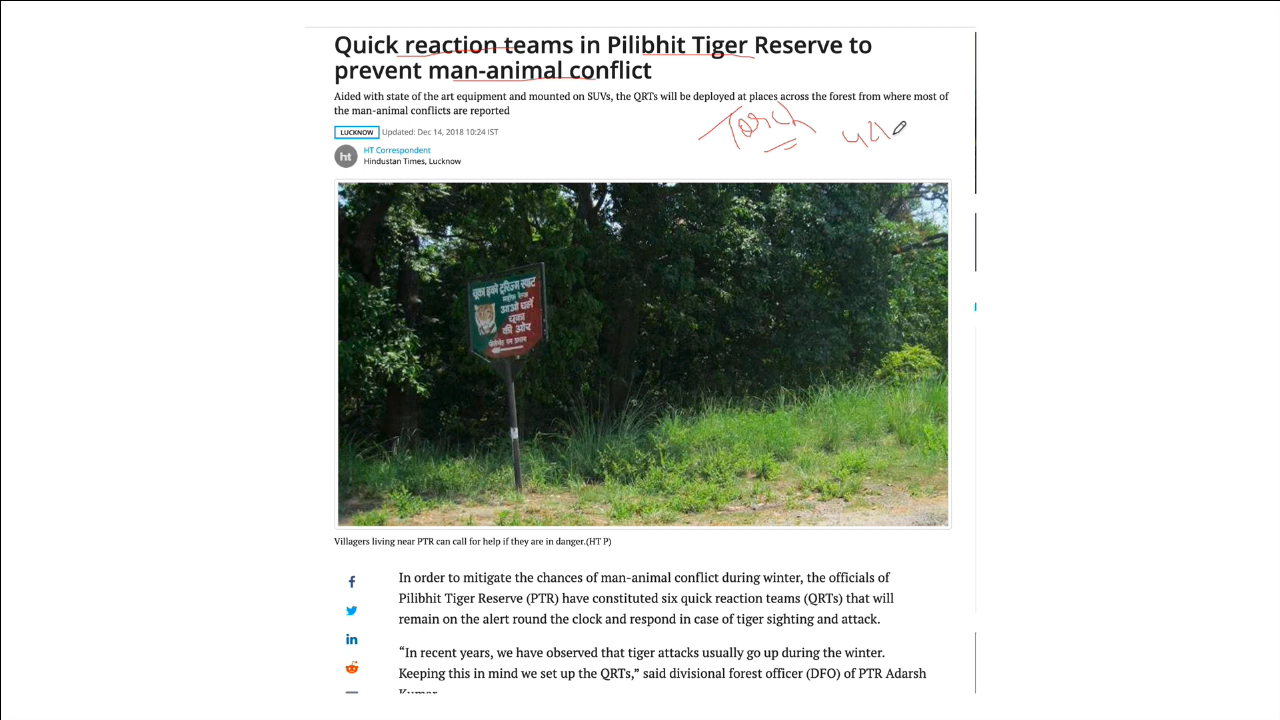 Quick reaction teams in Pilibhit Tiger Reserve to
prevent man-animal conflict
Aided with state of the art equipment and mounted on SUVs, the QRTs will be deployed at places across the forest from where most of
the man-animal conflicts are reported
LUCKNOW Updated: Dec 14, 2018 10:24 IST
Torch
ht HT Correspondent
Hindustan Times, Lucknow
चूका इको टूरिज्म स्पाट
आओ चलें
चूका
की ओर
Villagers living near PTR can call for help if they are in danger.(HT P)
In order to mitigate the chances of man-animal conflict during winter, the officials of
Pilibhit Tiger Reserve (PTR) have constituted six quick reaction teams (QRTs) that will
remain on the alert round the clock and respond in case of tiger sighting and attack.
“In recent years, we have observed that tiger attacks usually go up during the winter.
Keeping this in mind we set up the QRTs,” said divisional forest officer (DFO) of PTR Adarsh